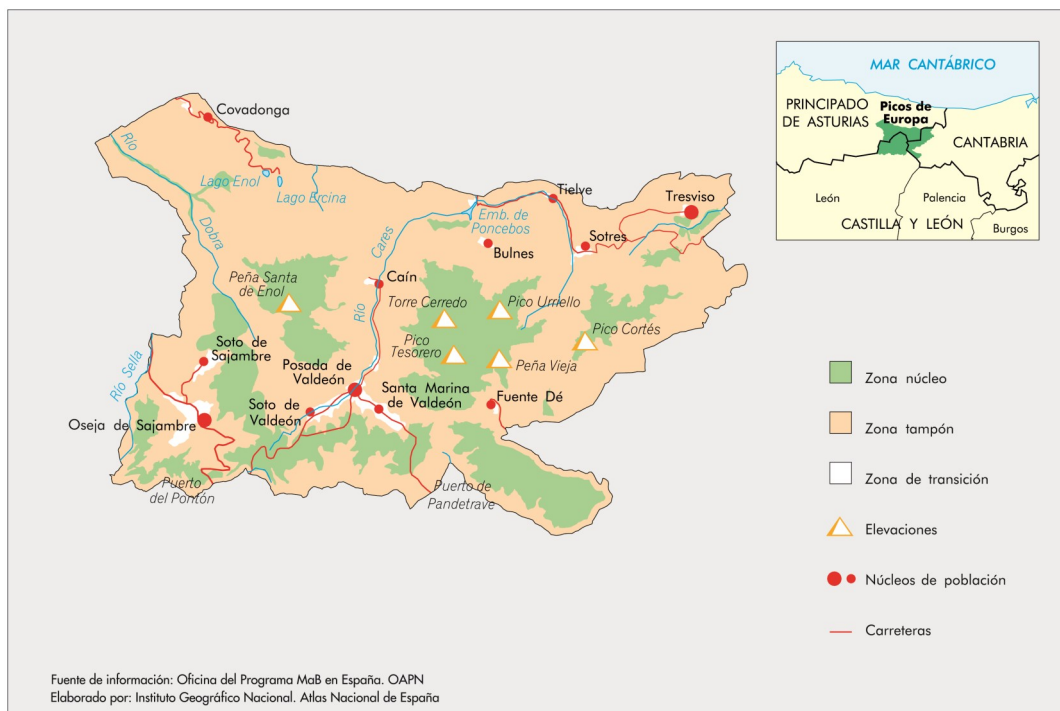 Covadonga
Río
Dobra
Lago Enol
Lago Ercina
Tielve
Tresviso
Emb. de
Poncebos
Cares
Río
Bulnes
Sotres
Caín
Peña Santa
de Enol
Torre Cerredo
Pico Urriello
Pico Cortés
Pico
Tesorero
Peña Vieja
Río Sella
Soto de
Sajambre
Posada de
Valdeón
Santa Marina
de Valdeón
Fuente Dé
Soto de
Valdeón
Oseja de Sajambre
Puerto
del Pontón
Puerto de
Pandetrave
MAR CANTÁBRICO
PRINCIPADO
DE ASTURIAS
Picos de
Europa
CANTABRIA
León
Palencia
CASTILLA Y LEÓN
Burgos
Zona núcleo
Zona tampón
Zona de transición
Elevaciones
Núcleos de población
Carreteras
Fuente de información: Oficina del Programa MaB en España. OAPN
Elaborado por: Instituto Geográfico Nacional. Atlas Nacional de España